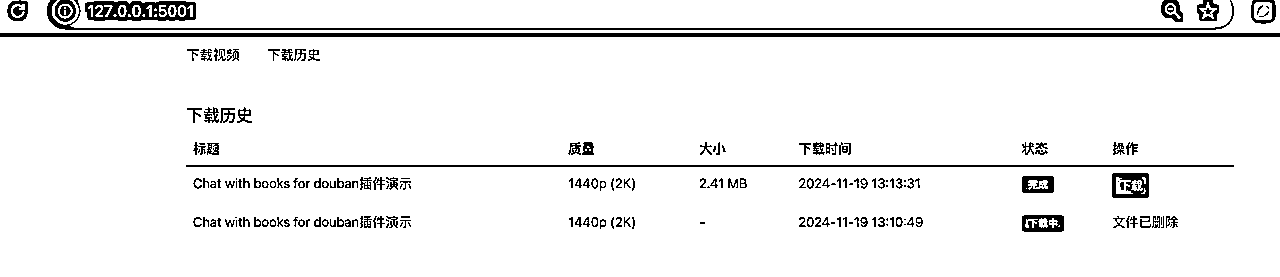 127.0.0.1:5001
下载视频 下载历史
下载历史
标题 质量 大小 下载时间 状态 操作
Chat with books for douban插件演示 1440p (2K) 2.41 MB 2024-11-19 13:13:31 完成 下载
Chat with books for douban插件演示 1440p (2K) - 2024-11-19 13:10:49 下载中 文件已删除